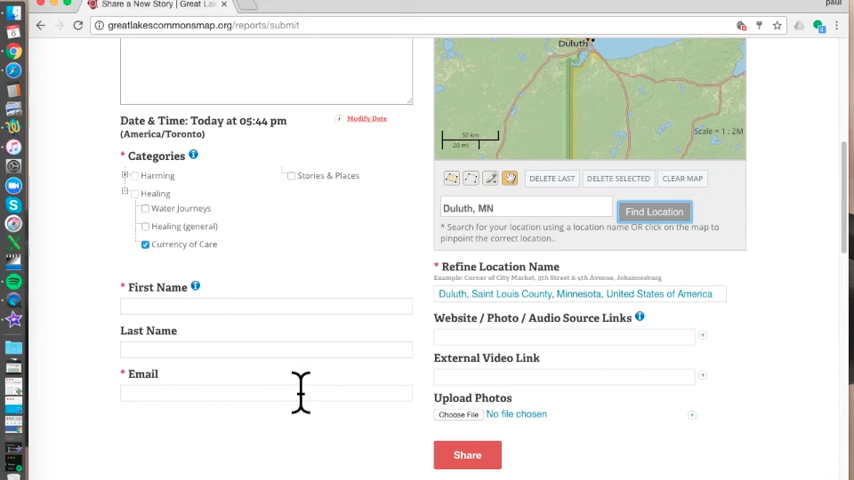 Share a New Story | Great Lak
paul
greatlakescommonsmap.org/reports/submit
Duluth
50 km
20 mi
Scale = 1 : 2M
Date & Time: Today at 05:44 pm
(America/Toronto)
Modify Date
* Categories
Harming
Stories & Places
Healing
Water Journeys
Healing (general)
Currency of Care
DELETE LAST
DELETE SELECTED
CLEAR MAP
Duluth, MN
Find Location
* Search for your location using a location name OR click on the map to
pinpoint the correct location..
* First Name
Last Name
* Email
* Refine Location Name
Example: Corner of City Market, 5th Street & 4th Avenue, Johannesburg
Duluth, Saint Louis County, Minnesota, United States of America
Website / Photo / Audio Source Links
External Video Link
Upload Photos
Choose File
No file chosen
Share